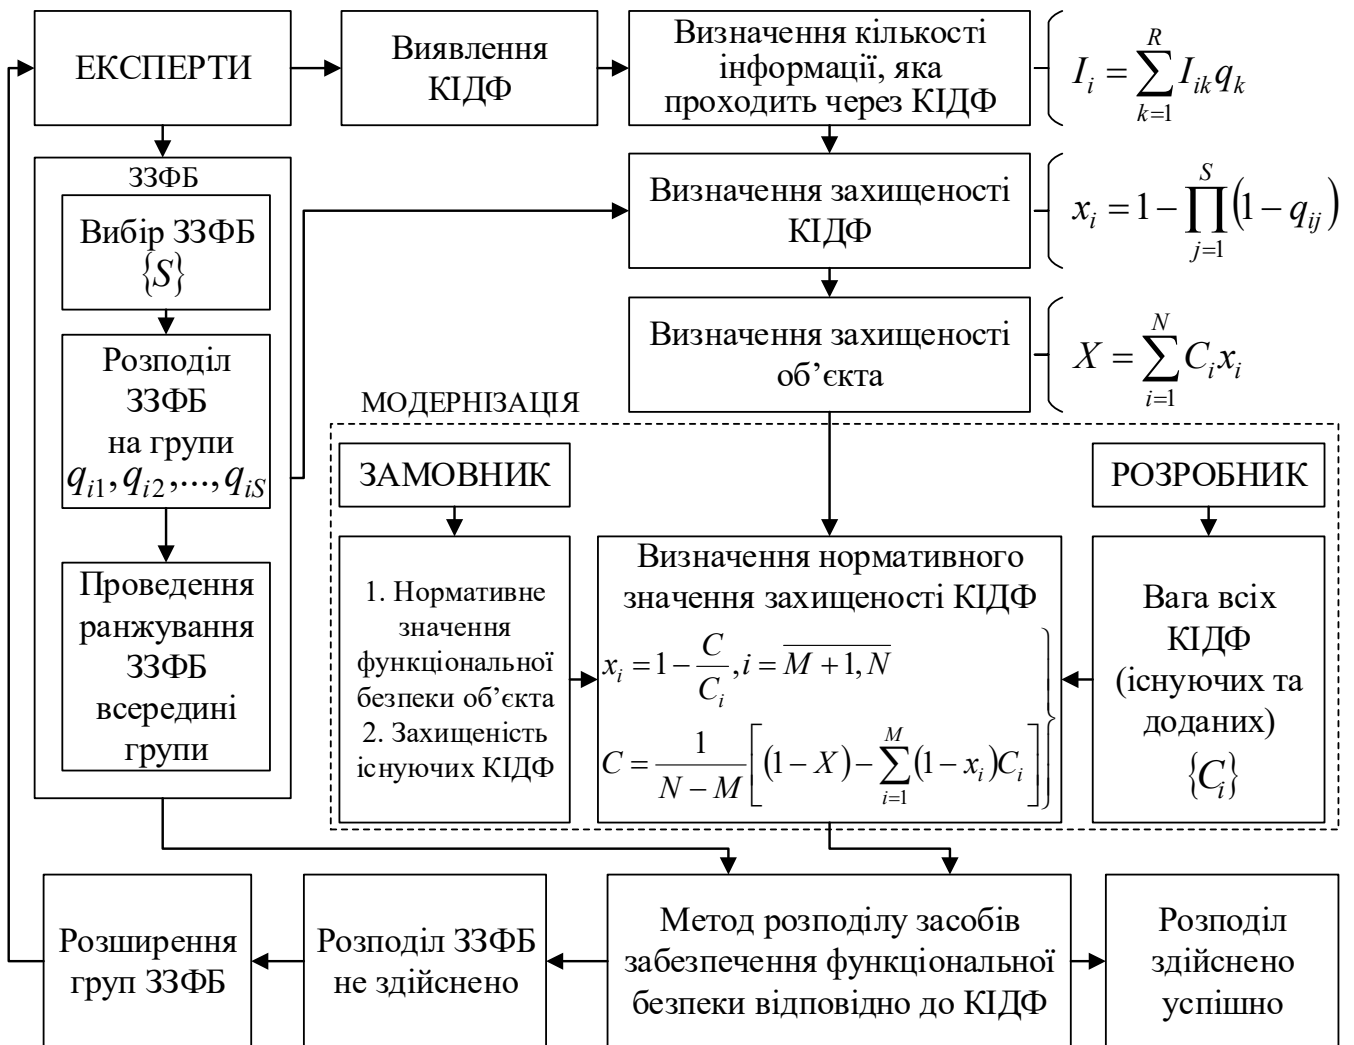 ЕКСПЕРТИ
Виявлення
КІДФ
Визначення кількості
інформації, яка
проходить через КІДФ
I_i = \sum_{k=1}^{R} I_{ik} q_k
ЗЗФБ
Вибір ЗЗФБ
{S}
Розподіл
ЗЗФБ
на групи
q_{i1}, q_{i2},..., q_{iS}
Проведення
ранжування
ЗЗФБ
всередині
групи
Визначення захищеності
КІДФ
x_i = 1 - \prod_{j=1}^{S} (1 - q_{ij})
Визначення захищеності
об’єкта
X = \sum_{i=1}^{N} C_i x_i
МОДЕРНІЗАЦІЯ
ЗАМОВНИК
РОЗРОБНИК
1. Нормативне
значення
функціональної
безпеки об’єкта
2. Захищеність
існуючих КІДФ
Визначення нормативного
значення захищеності КІДФ
x_i = 1 - \frac{C}{C_i}, i = \overline{M+1, N}
C = \frac{1}{N - M} \left[ (1 - X) - \sum_{i=1}^{M} (1 - x_i) C_i \right]
Вага всіх
КІДФ
(існуючих та
доданих)
{C_i}
Розширення
груп ЗЗФБ
Розподіл ЗЗФБ
не здійснено
Метод розподілу засобів
забезпечення функціональної
безпеки відповідно до КІДФ
Розподіл
здійснено
успішно